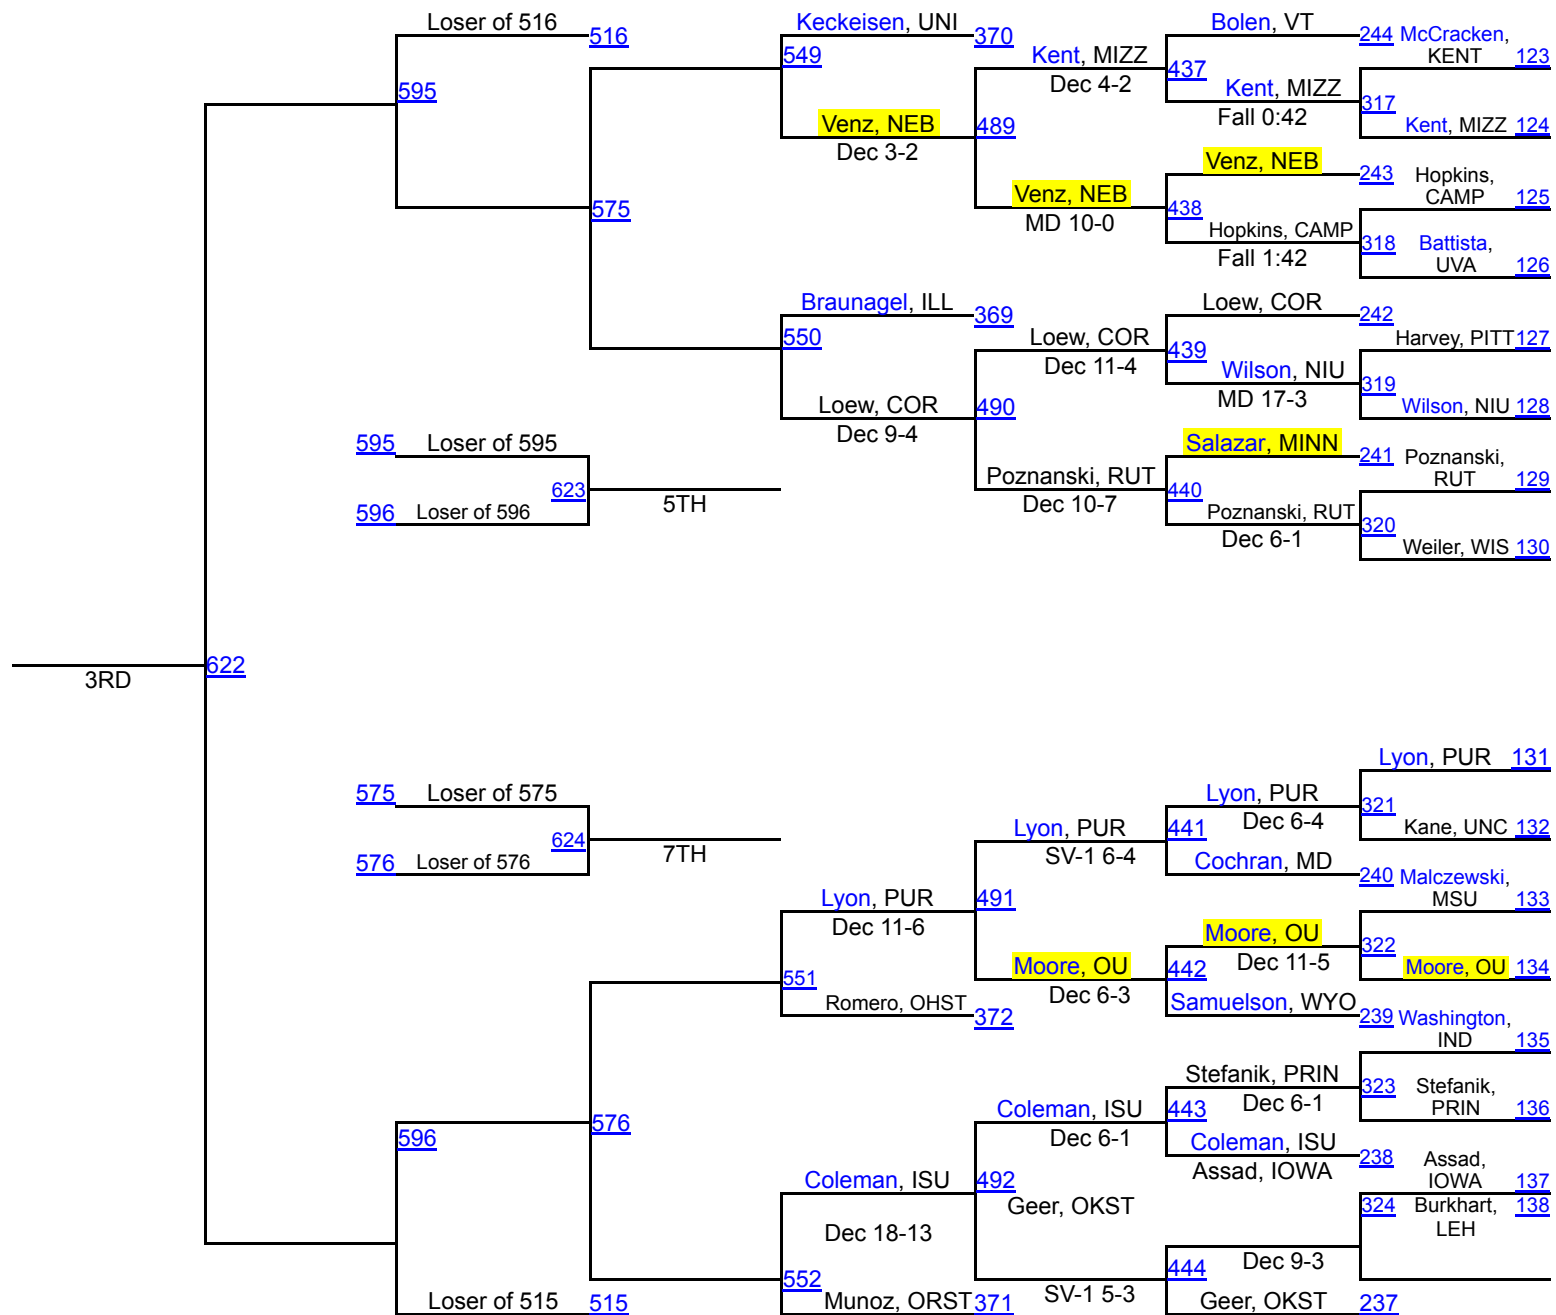 Loser of 516
516
Keckeisen, UNI
370
Bolen, VT
244
McCracken,
KENT
123
549
Kent, MIZZ
Dec 4-2
437
Kent, MIZZ
Fall 0:42
317
Kent, MIZZ
124
595
Venz, NEB
Dec 3-2
489
Venz, NEB
243
Hopkins,
CAMP
125
Venz, NEB
MD 10-0
438
Hopkins, CAMP
Fall 1:42
318
Battista,
UVA
126
575
Braunagel, ILL
369
Loew, COR
242
Harvey, PITT
127
550
Loew, COR
Dec 11-4
439
Wilson, NIU
MD 17-3
319
Wilson, NIU
128
Loew, COR
Dec 9-4
490
595
Loser of 595
Salazar, MINN
241
Poznanski,
RUT
129
623
5TH
Poznanski, RUT
Dec 10-7
440
596
Loser of 596
Poznanski, RUT
Dec 6-1
320
Weiler, WIS
130
622
3RD
Lyon, PUR
131
575
Loser of 575
Lyon, PUR
Dec 6-4
321
Kane, UNC
132
624
7TH
Lyon, PUR
SV-1 6-4
441
576
Loser of 576
Cochran, MD
240
Malczewski,
MSU
133
Lyon, PUR
Dec 11-6
491
Moore, OU
Dec 11-5
322
Moore, OU
134
Moore, OU
Dec 6-3
442
551
Romero, OHST
372
Samuelson, WYO
239
Washington,
IND
135
Stefanik, PRIN
Dec 6-1
323
Stefanik,
PRIN
136
576
596
Coleman, ISU
Dec 6-1
443
Coleman, ISU
238
Assad, IOWA
Assad,
IOWA
137
Coleman, ISU
Dec 18-13
492
Geer, OKST
324
Burkhart,
LEH
138
Dec 9-3
552
SV-1 5-3
444
Loser of 515
515
Munoz, ORST
371
Geer, OKST
237